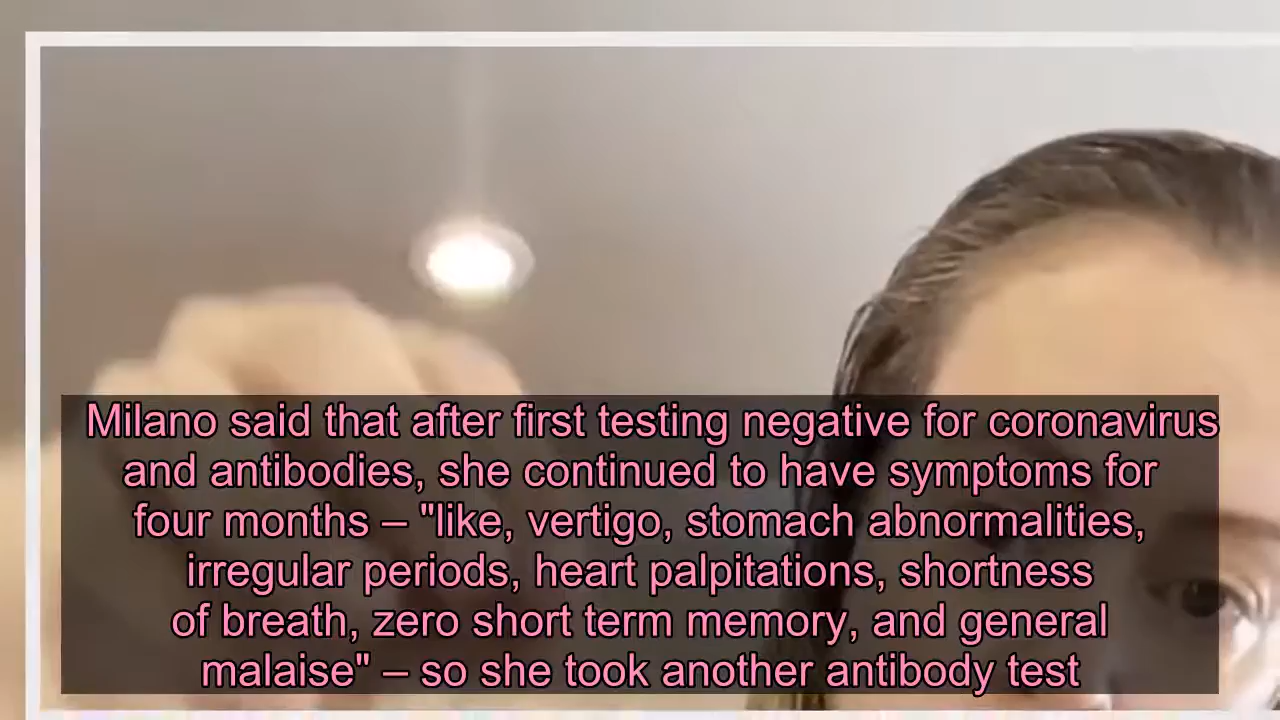 Milano said that after first testing negative for coronavirus
and antibodies, she continued to have symptoms for
four months – "like, vertigo, stomach abnormalities,
irregular periods, heart palpitations, shortness
of breath, zero short term memory, and general
malaise" – so she took another antibody test